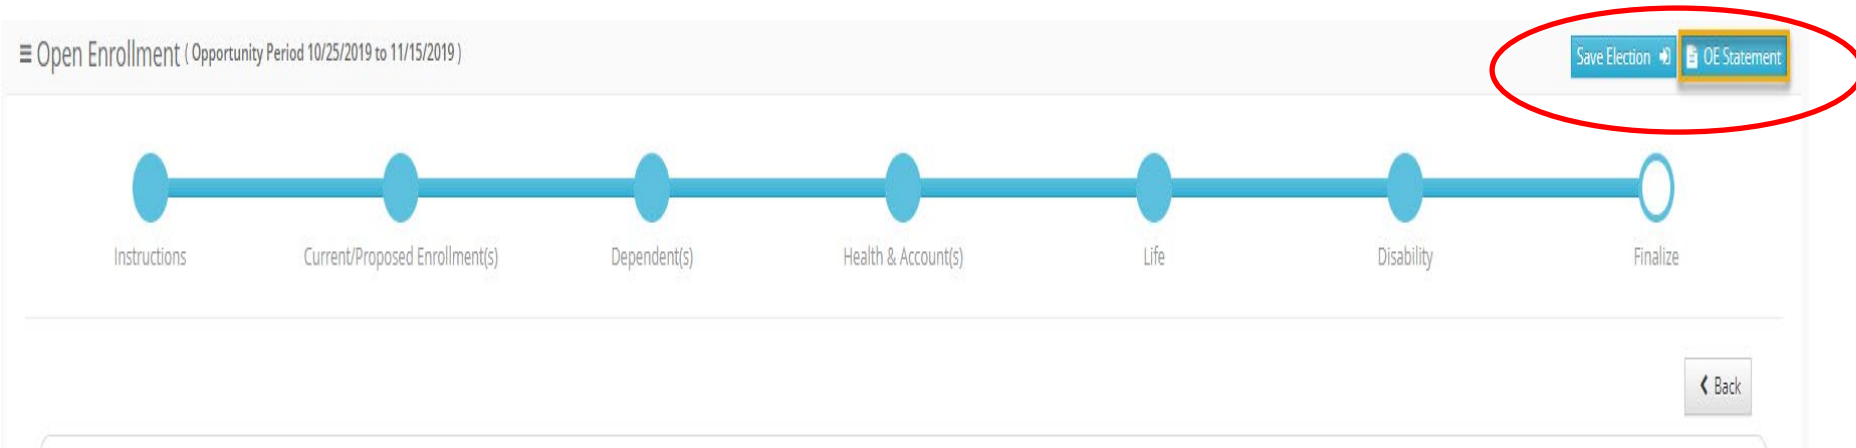 Open Enrollment ( Opportunity Period 10/25/2019 to 11/15/2019 )
Save Election
OE Statement
Instructions
Current/Proposed Enrollment(s)
Dependent(s)
Health & Account(s)
Life
Disability
Finalize
Back